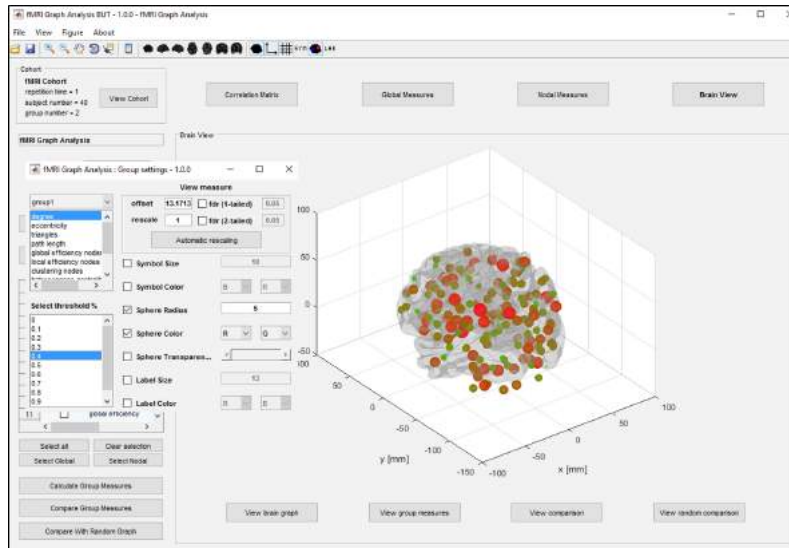 fMRI Graph Analysis BUT - 1.0.0 - fMRI Graph Analysis
File View Figure About
Cohort
fMRI Cohort
repetition time = 1
subject number = 40
group number = 2
View Cohort
Correlation Matrix
Global Measures
Nodal Measures
Brain View
fMRI Graph Analysis
Brain View
fMRI Graph Analysis : Group settings - 1.0.0
View measure
group1
degree
eccentricity
triangles
path length
global efficiency nodes
local efficiency nodes
clustering nodes
offset 13.1713 fdr (1-tailed) 0.05
rescale 1 fdr (2-tailed) 0.05
Automatic rescaling
Symbol Size 10
Symbol Color
Sphere Radius 5
Sphere Color R G
Sphere Transparen...
Label Size
Label Color
Select threshold %
0
0.1
0.2
0.3
0.4
0.5
0.6
0.7
0.8
0.9
11 global efficiency
Select all Clear selection
Select Global Select Nodal
Calculate Group Measures
Compare Group Measures
Compare With Random Graph
100
50
0
-50
100
50
0
-50
-100
-150
y [mm]
-100
-50
0
50
100
x [mm]
View brain graph
View group measures
View comparison
View random comparison